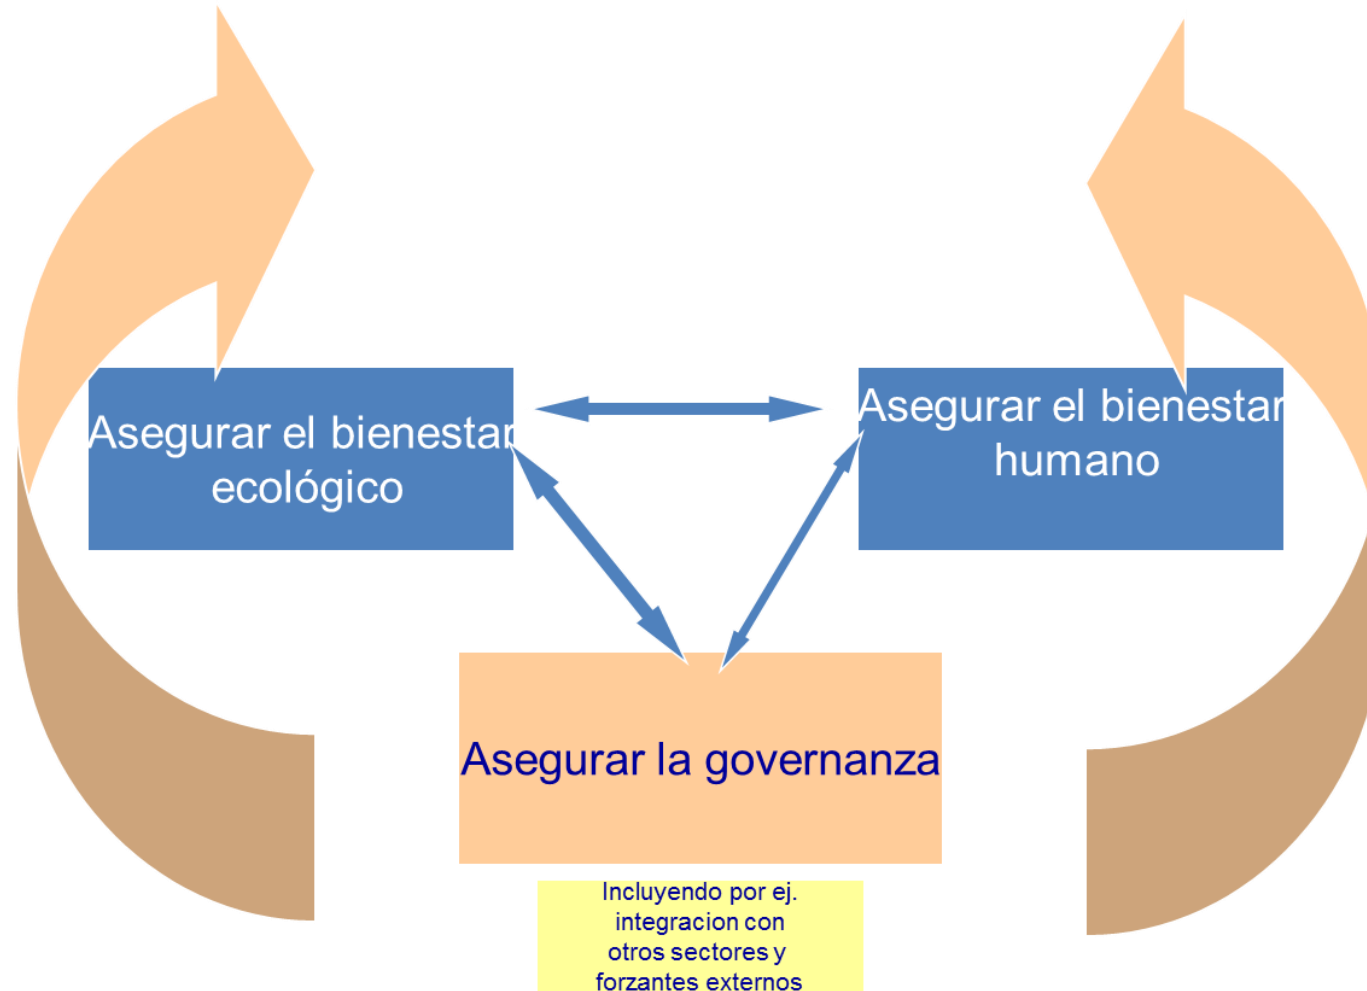 Asegurar el bienestar
ecológico
Asegurar el bienestar
humano
Asegurar la governanza
Incluyendo por ej.
integracion con
otros sectores y
forzantes externos